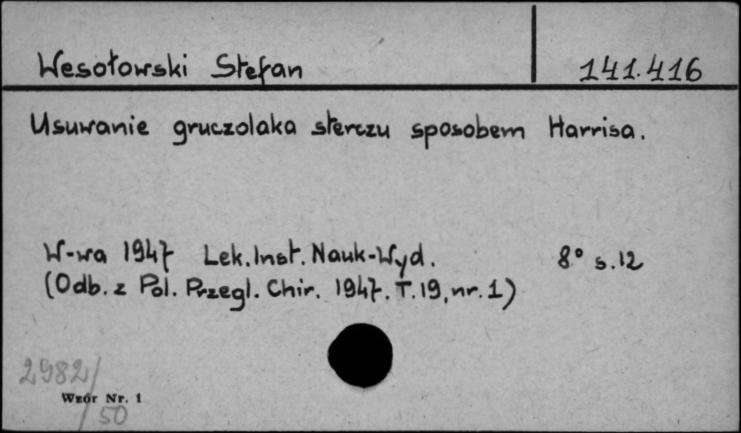 Wesołowski Stefan 141.416
Usuwanie gruczolaka sterczu sposobem Harrisa.
W-wa 1947 Lek. Inst. Nauk-Wyd. 8° s.12
(Odb. z Pol. Przegl. Chir. 1947. T.19, nr. 1)
2982/
Wzór Nr. 1
/50